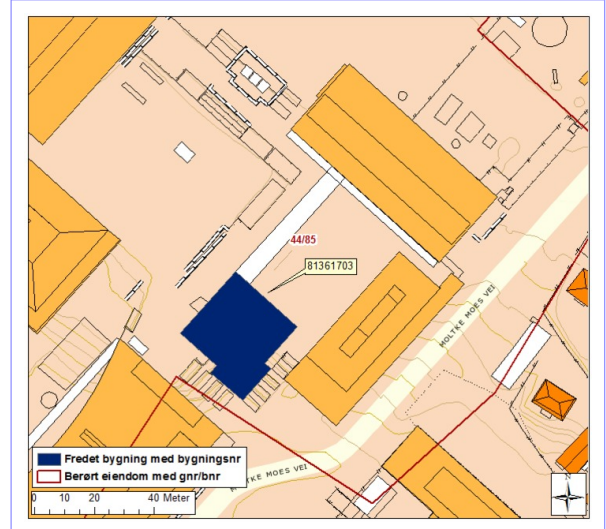 44/85
81361703
MOLTKE MOES VEI
Fredet bygning med bygningsnr
Berørt eiendom med gnr/bnr
MOLTKE MOES VEI
0 10 20 40 Meter